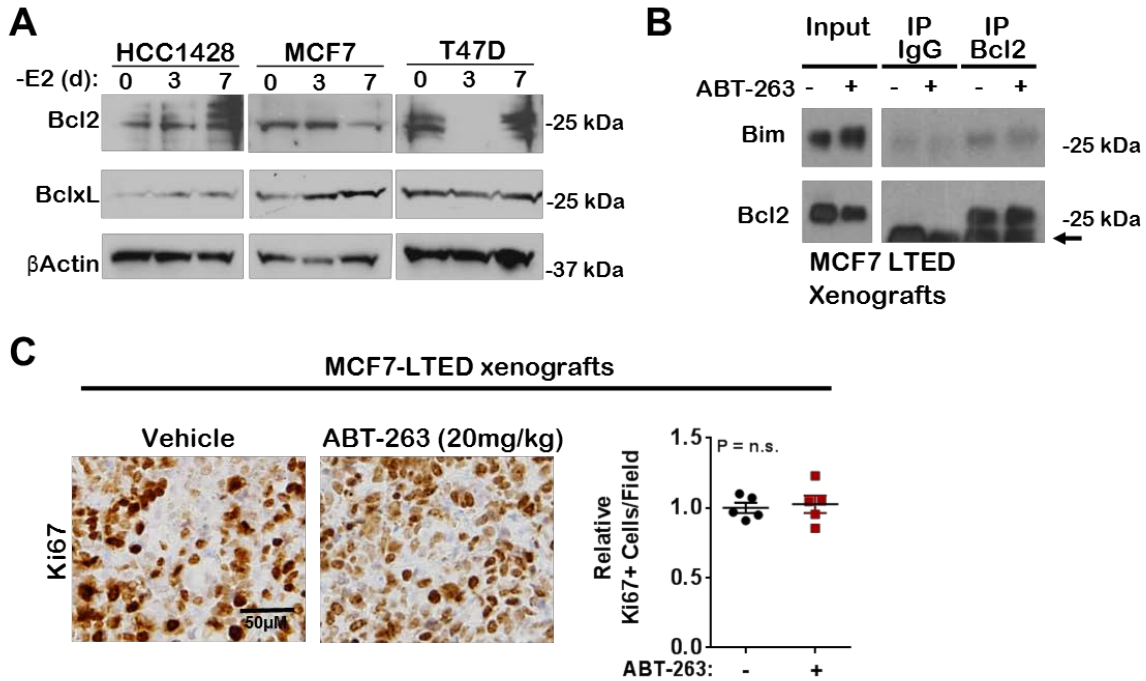 A
HCC1428 MCF7 T47D
-E2 (d): 0 3 7 0 3 7 0 3 7
Bcl2 -25 kDa
BclxL -25 kDa
βActin -37 kDa
B
Input IP IgG IP Bcl2
ABT-263 - + - + - +
Bim -25 kDa
Bcl2 -25 kDa
MCF7 LTED
Xenografts
C
MCF7-LTED xenografts
Vehicle ABT-263 (20mg/kg)
Ki67
50µM
Relative
Ki67+ Cells/Field
1.5
1.0
0.5
0.0
P = n.s.
ABT-263: - +